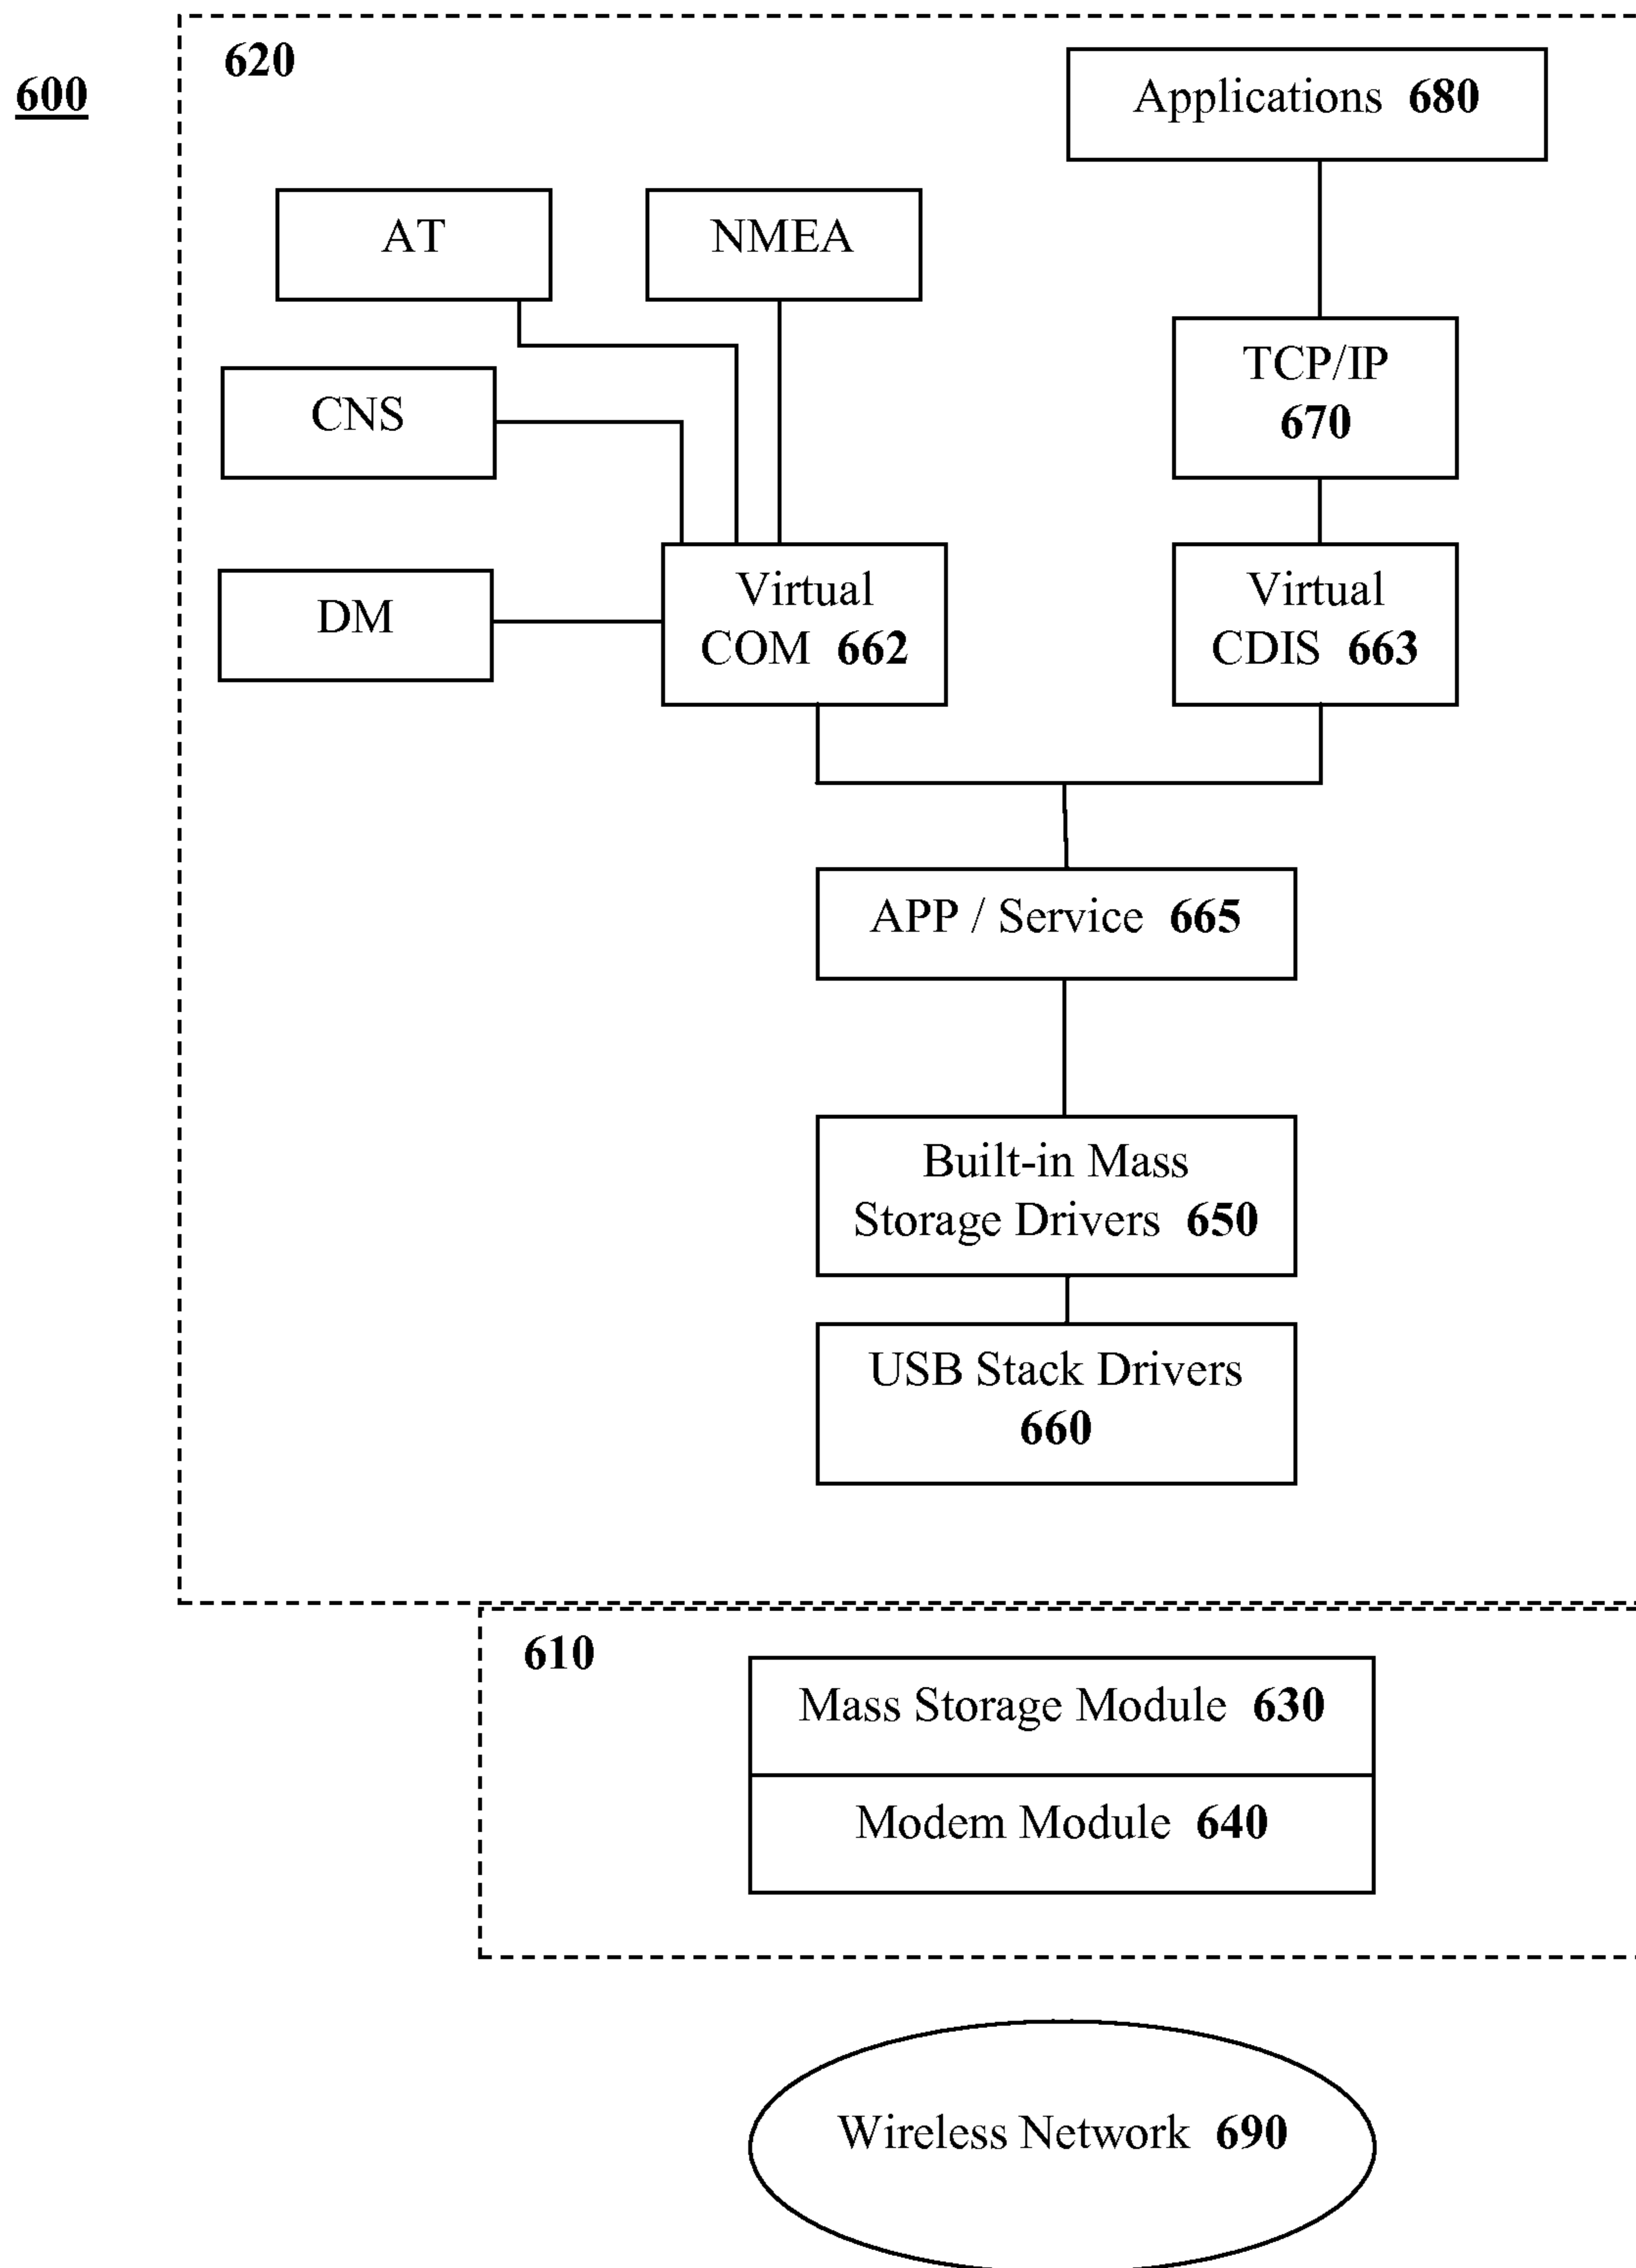 600
620
Applications 680
AT
NMEA
TCP/IP
670
CNS
Virtual
COM 662
Virtual
CDIS 663
DM
APP / Service 665
Built-in Mass
Storage Drivers 650
USB Stack Drivers
660
610
Mass Storage Module 630
Modem Module 640
Wireless Network 690